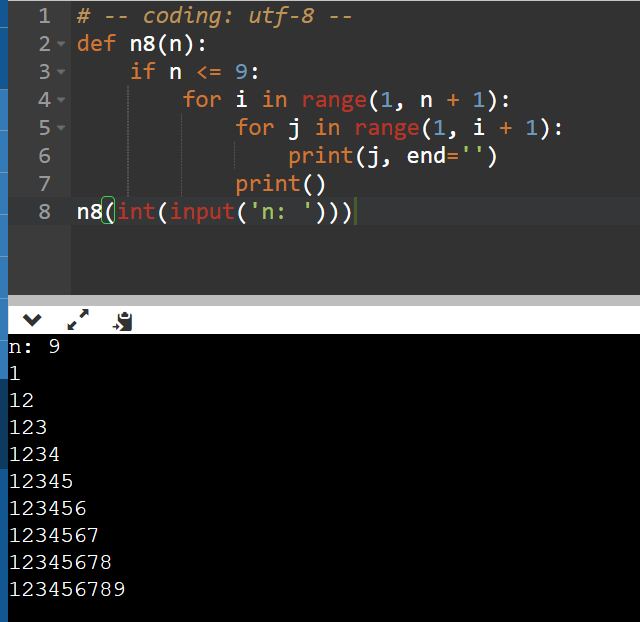 1 # -- coding: utf-8 --
2 def n8(n):
3     if n <= 9:
4         for i in range(1, n + 1):
5             for j in range(1, i + 1):
6                 print(j, end='')
7             print()
8 n8(int(input('n: ')))
n: 9
1
12
123
1234
12345
123456
1234567
12345678
123456789